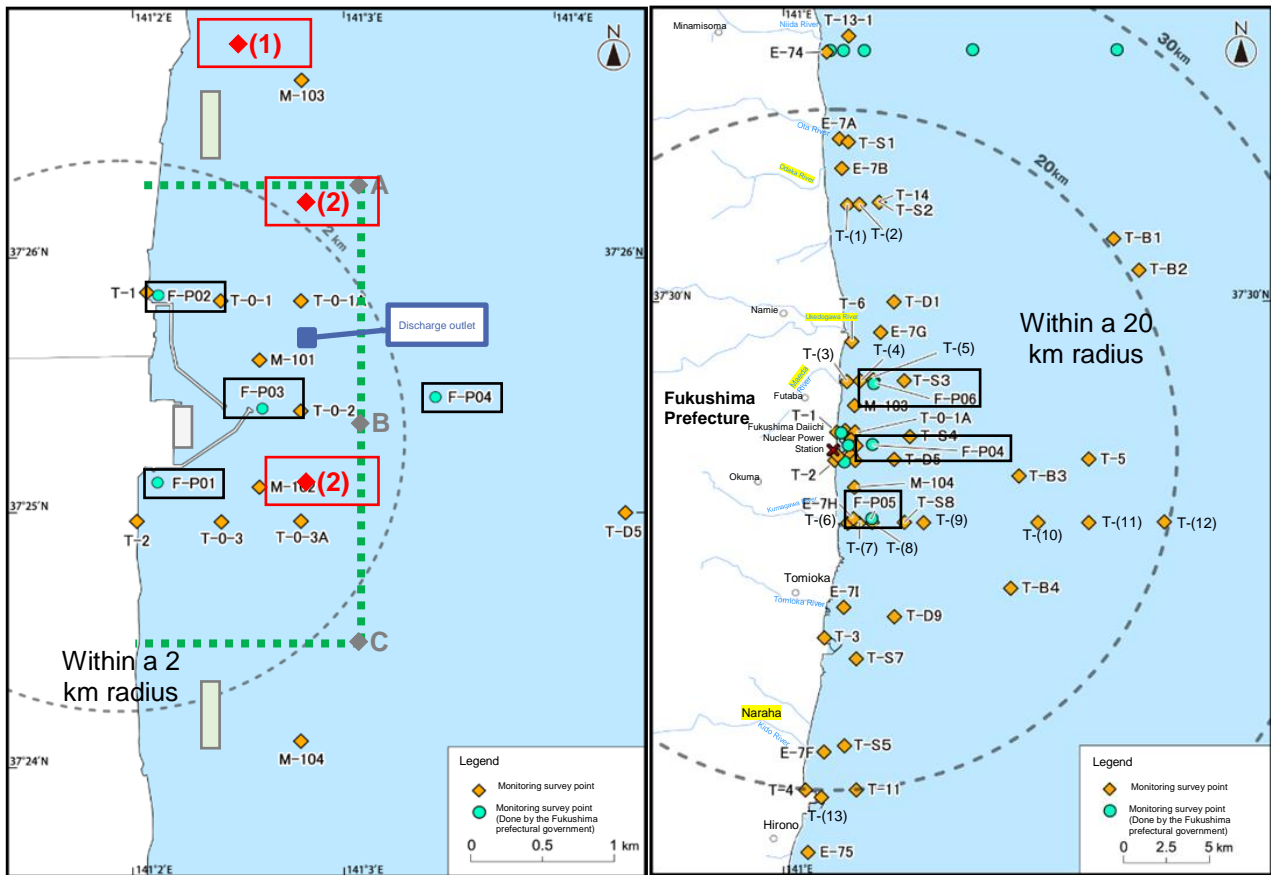 141°2'E
141°3'E
141°4'E
N
(1)
M-103
A
(2)
2 km
37°26'N
37°26'N
T-1
F-P02
T-0-1
T-0-1A
Discharge outlet
M-101
F-P03
T-0-2
F-P04
B
F-P01
M-102
(2)
37°25'N
37°25'N
T-2
T-0-3
T-0-3A
T-D5
C
Within a 2
km radius
37°24'N
M-104
Legend
Monitoring survey point
Monitoring survey point
(Done by the Fukushima
prefectural government)
0 0.5 1 km
141°2'E
141°3'E
141°E
T-13-1
Minamisoma
Niida River
E-74
30km
N
E-7A
Ota River
T-S1
E-7B
20km
Odaka River
T-14
T-S2
T-(1)
T-(2)
T-B1
T-B2
37°30'N
37°30'N
T-6
T-D1
Namie
Ukedogawa River
E-7G
Within a 20
km radius
T-(3)
T-(4)
T-(5)
Maeda
River
T-S3
F-P06
Futaba
Fukushima
Prefecture
M-103
T-1
T-0-1A
Fukushima Daiichi
Nuclear Power
Station
T-S4
F-P04
T-2
T-D5
T-5
T-B3
Okuma
M-104
E-7H
F-P05
T-S8
Kumagawa River
T-(6)
T-(7)
T-(8)
T-(9)
T-(10)
T-(11)
T-(12)
Tomioka
T-B4
E-7I
Tomioka River
T-D9
T-3
T-S7
Naraha
Kido River
T-S5
E-7F
T-4
T-11
T-(13)
Hirono
E-75
Legend
Monitoring survey point
Monitoring survey point
(Done by the Fukushima
prefectural government)
0 2.5 5 km
141°E